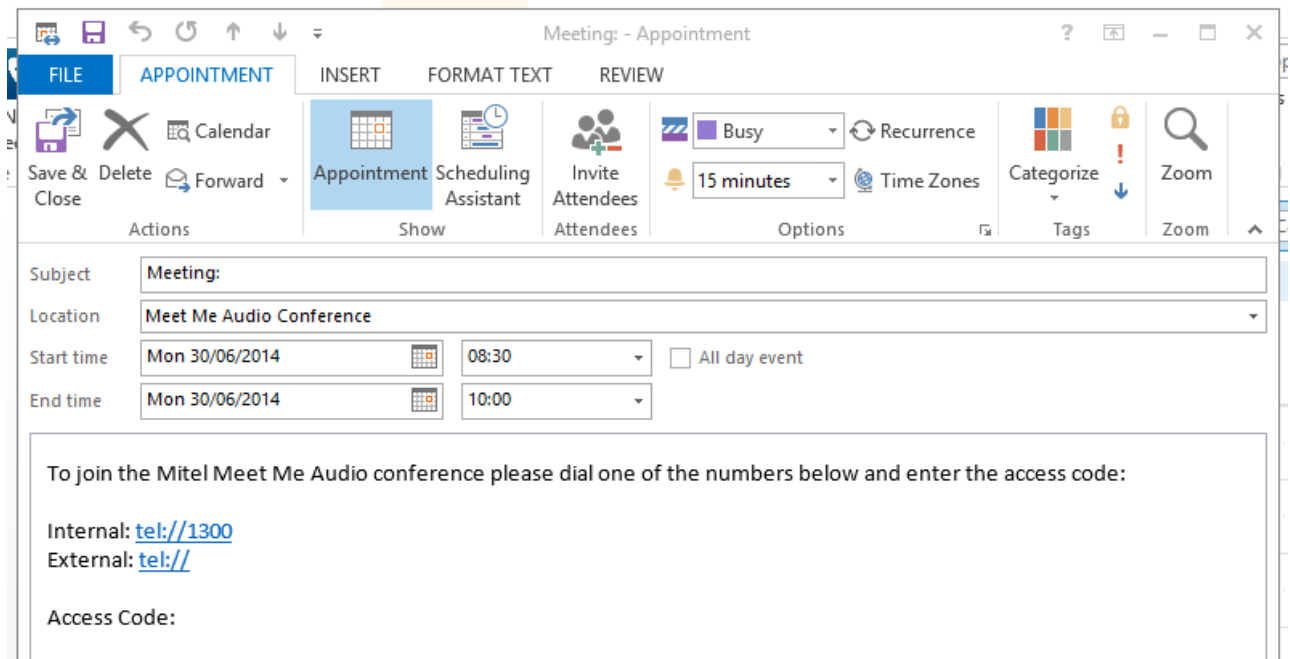 Meeting: - Appointment
?
FILE APPOINTMENT INSERT FORMAT TEXT REVIEW
Save & Close
Delete
Calendar
Forward
Actions
Appointment
Scheduling Assistant
Show
Invite Attendees
Attendees
Busy
Recurrence
15 minutes
Time Zones
Options
Categorize
Tags
Zoom
Zoom
Subject Meeting:
Location Meet Me Audio Conference
Start time Mon 30/06/2014 08:30 All day event
End time Mon 30/06/2014 10:00
To join the Mitel Meet Me Audio conference please dial one of the numbers below and enter the access code:
Internal: tel://1300
External: tel://
Access Code: